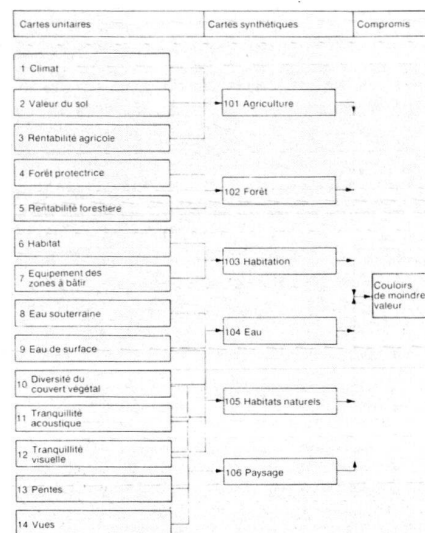 Cartes unitaires
Cartes synthétiques
Compromis
1 Climat
2 Valeur du sol
3 Rentabilité agricole
4 Forêt protectrice
5 Rentabilité forestière
6 Habitat
7 Equipement des
zones à bâtir
8 Eau souterraine
9 Eau de surface
10 Diversité du
couvert végétal
11 Tranquillité
acoustique
12 Tranquillité
visuelle
13 Pentes
14 Vues
101 Agriculture
102 Forêt
103 Habitation
104 Eau
105 Habitats naturels
106 Paysage
Couloirs
de moindre
valeur